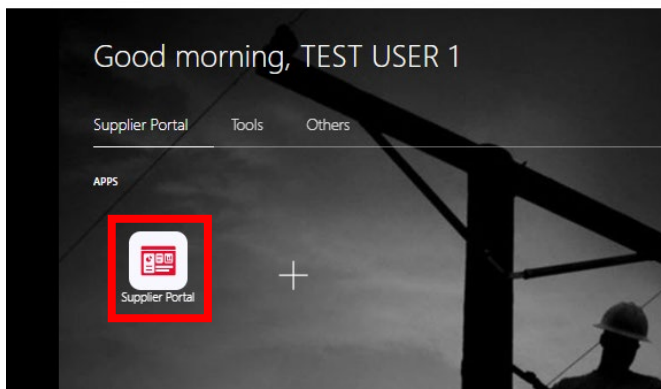 Good morning, TEST USER 1
Supplier Portal Tools Others
APPS
Supplier Portal